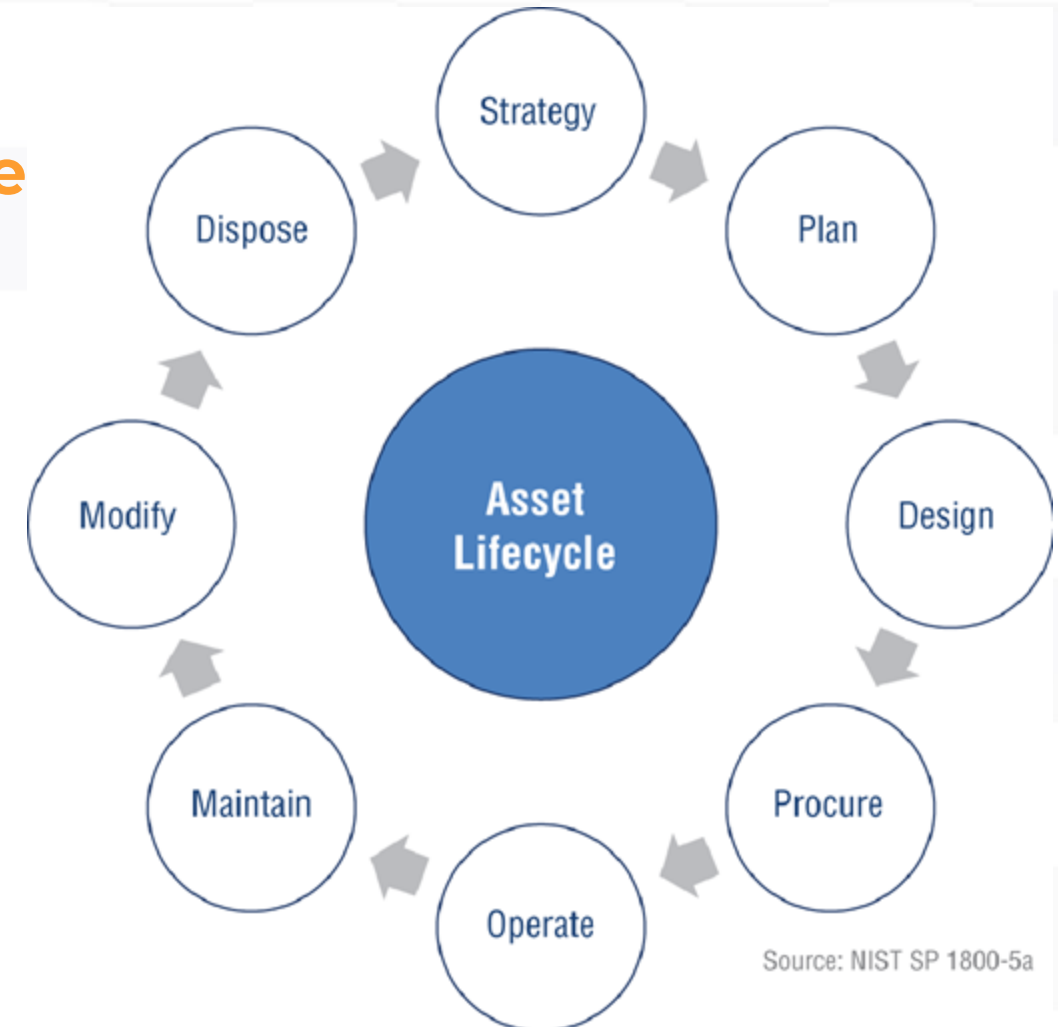 e
Strategy
Plan
Design
Procure
Operate
Maintain
Modify
Dispose
Asset
Lifecycle
Source: NIST SP 1800-5a